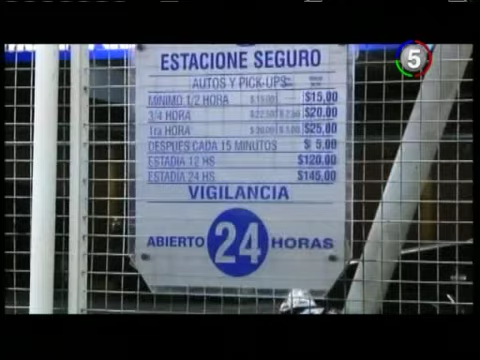 5
ESTACIONE SEGURO
AUTOS Y PICK-UPS
MINIMO 1/2 HORA $15,00
3/4 HORA $20,00
1ra HORA $25,00
DESPUES CADA 15 MINUTOS $ 5,00
ESTADIA 12 HS $120,00
ESTADIA 24 HS $145,00
VIGILANCIA
ABIERTO 24 HORAS